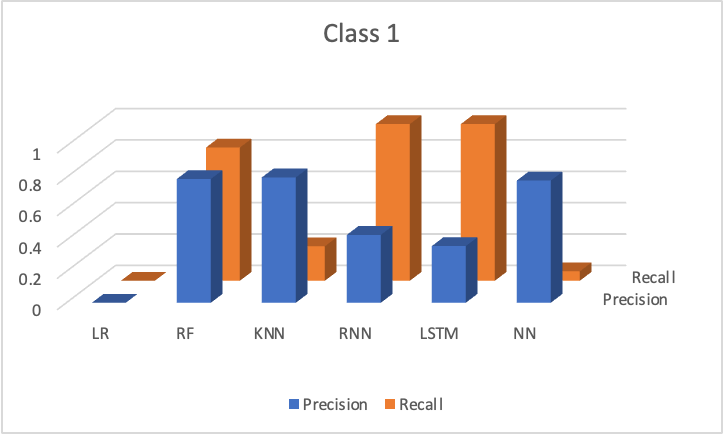 Class 1
1
0.8
0.6
0.4
0.2
0
Recall
Precision
LR RF KNN RNN LSTM NN
Precision Recall